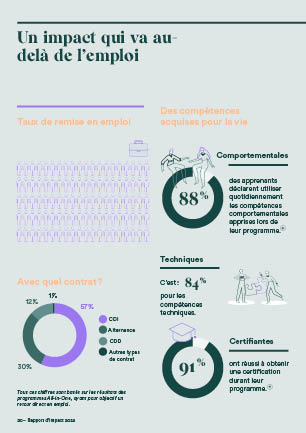 Un impact qui va au-
delà de l'emploi
Taux de remise en emploi
Avec quel contrat ?
1%
12%
57%
30%
CDI
Alternance
CDD
Autres types
de contrat
Tous ces chiffres sont basés sur les résultats des
programmes All-in-One, ayant pour objectif un
retour direct en emploi.
Des compétences
acquises pour la vie
Comportementales
88%
des apprenants
déclarent utiliser
quotidiennement
les compétences
comportementales
apprises lors de
leur programme.
Techniques
C'est : 84%
pour les
compétences
techniques.
Certifiantes
91%
ont réussi à obtenir
une certification
durant leur
programme.
20— Rapport d'impact 2022